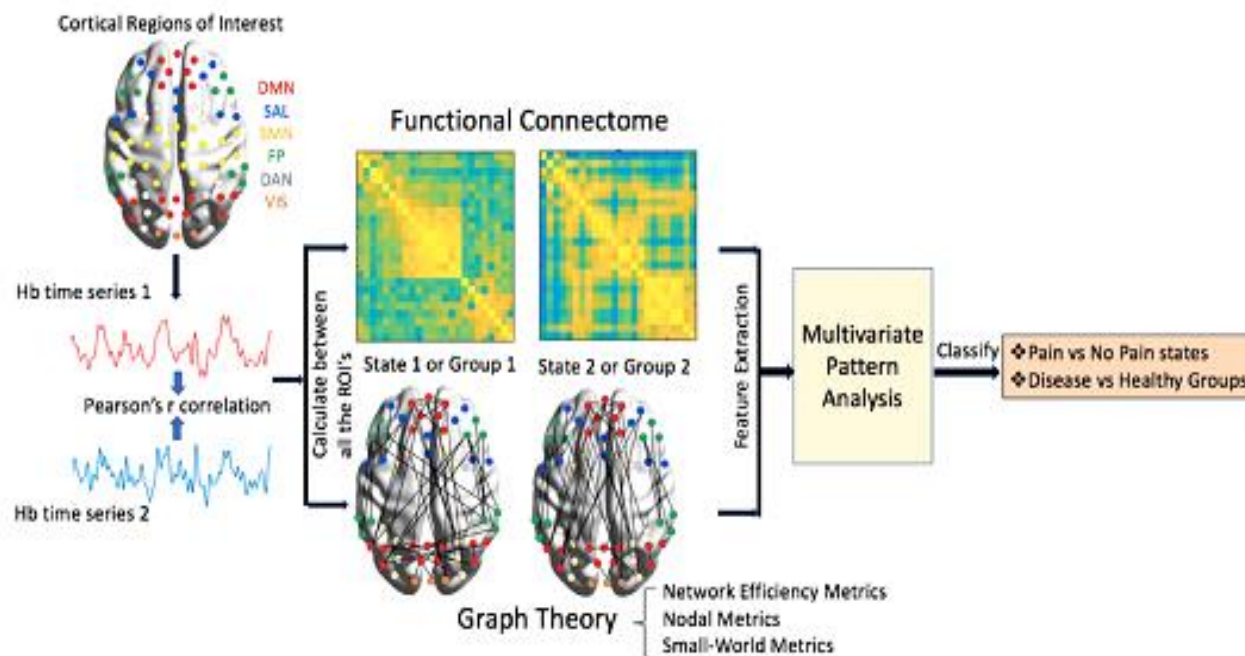 Cortical Regions of Interest
DMN
SAL
SMN
FP
DAN
VIS
Hb time series 1
Pearson's r correlation
Hb time series 2
Calculate between
all the ROI's
Functional Connectome
State 1 or Group 1
State 2 or Group 2
Graph Theory
Network Efficiency Metrics
Nodal Metrics
Small-World Metrics
Feature Extraction
Multivariate
Pattern
Analysis
Classify
❖Pain vs No Pain states
❖Disease vs Healthy Groups